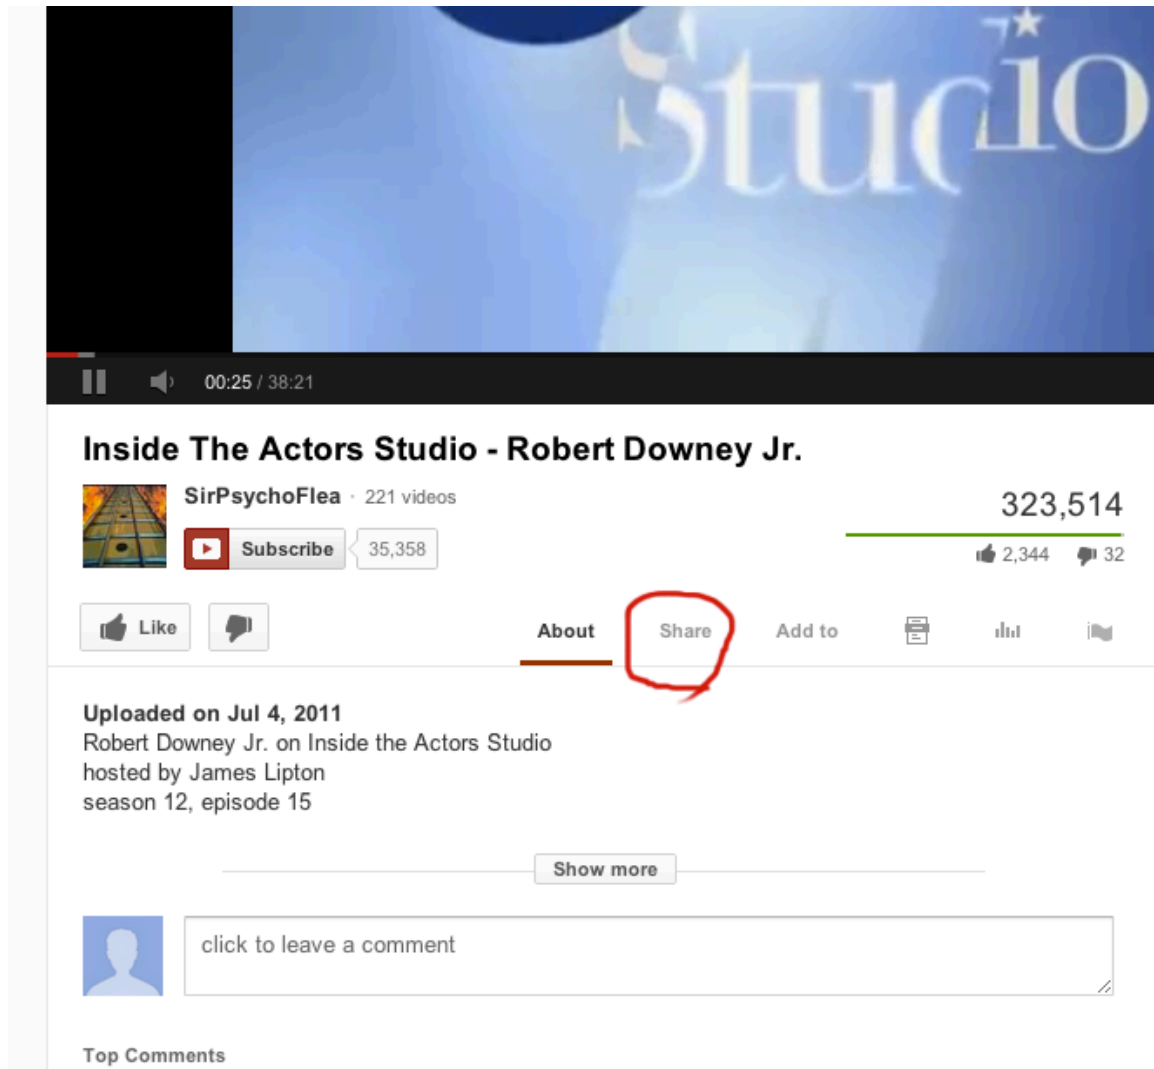 Studio
00:25 / 38:21
Inside The Actors Studio - Robert Downey Jr.
SirPsychoFlea · 221 videos
Subscribe 35,358
323,514
2,344 32
Like
About Share Add to
Uploaded on Jul 4, 2011
Robert Downey Jr. on Inside the Actors Studio
hosted by James Lipton
season 12, episode 15
Show more
click to leave a comment
Top Comments